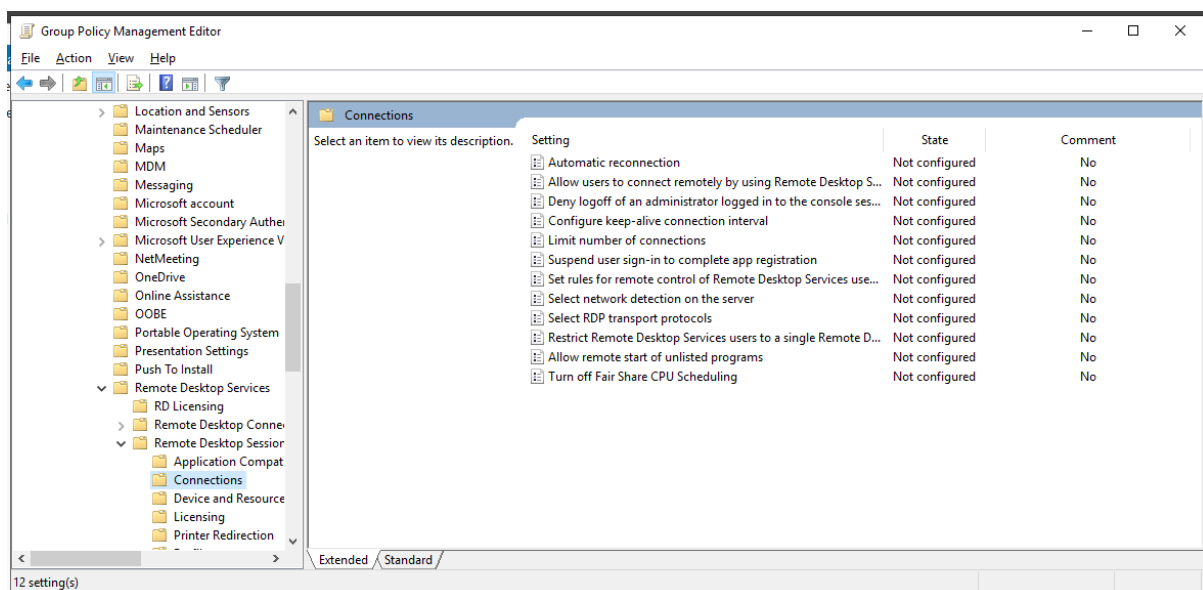 Group Policy Management Editor
File Action View Help
Location and Sensors
Maintenance Scheduler
Maps
MDM
Messaging
Microsoft account
Microsoft Secondary Authe
Microsoft User Experience V
NetMeeting
OneDrive
Online Assistance
OOBE
Portable Operating System
Presentation Settings
Push To Install
Remote Desktop Services
RD Licensing
Remote Desktop Conne
Remote Desktop Session
Application Compat
Connections
Device and Resource
Licensing
Printer Redirection
Connections
Select an item to view its description.
Setting State Comment
Automatic reconnection Not configured No
Allow users to connect remotely by using Remote Desktop S... Not configured No
Deny logoff of an administrator logged in to the console ses... Not configured No
Configure keep-alive connection interval Not configured No
Limit number of connections Not configured No
Suspend user sign-in to complete app registration Not configured No
Set rules for remote control of Remote Desktop Services use... Not configured No
Select network detection on the server Not configured No
Select RDP transport protocols Not configured No
Restrict Remote Desktop Services users to a single Remote D... Not configured No
Allow remote start of unlisted programs Not configured No
Turn off Fair Share CPU Scheduling Not configured No
Extended Standard
12 setting(s)